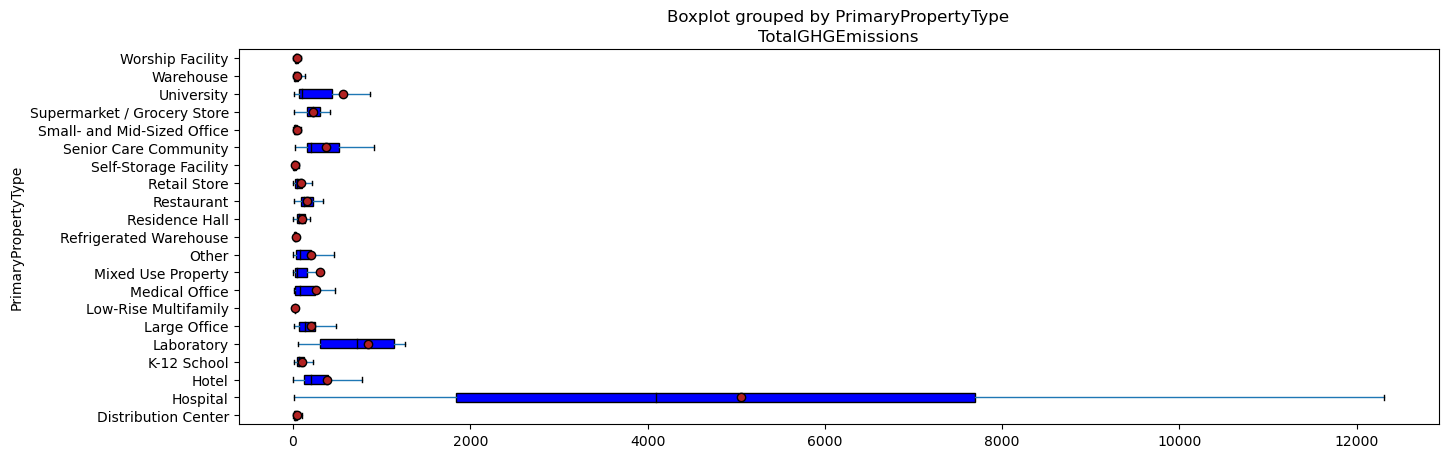 Boxplot grouped by PrimaryPropertyType
TotalGHGEmissions
PrimaryPropertyType
Worship Facility
Warehouse
University
Supermarket / Grocery Store
Small- and Mid-Sized Office
Senior Care Community
Self-Storage Facility
Retail Store
Restaurant
Residence Hall
Refrigerated Warehouse
Other
Mixed Use Property
Medical Office
Low-Rise Multifamily
Large Office
Laboratory
K-12 School
Hotel
Hospital
Distribution Center
0 2000 4000 6000 8000 10000 12000